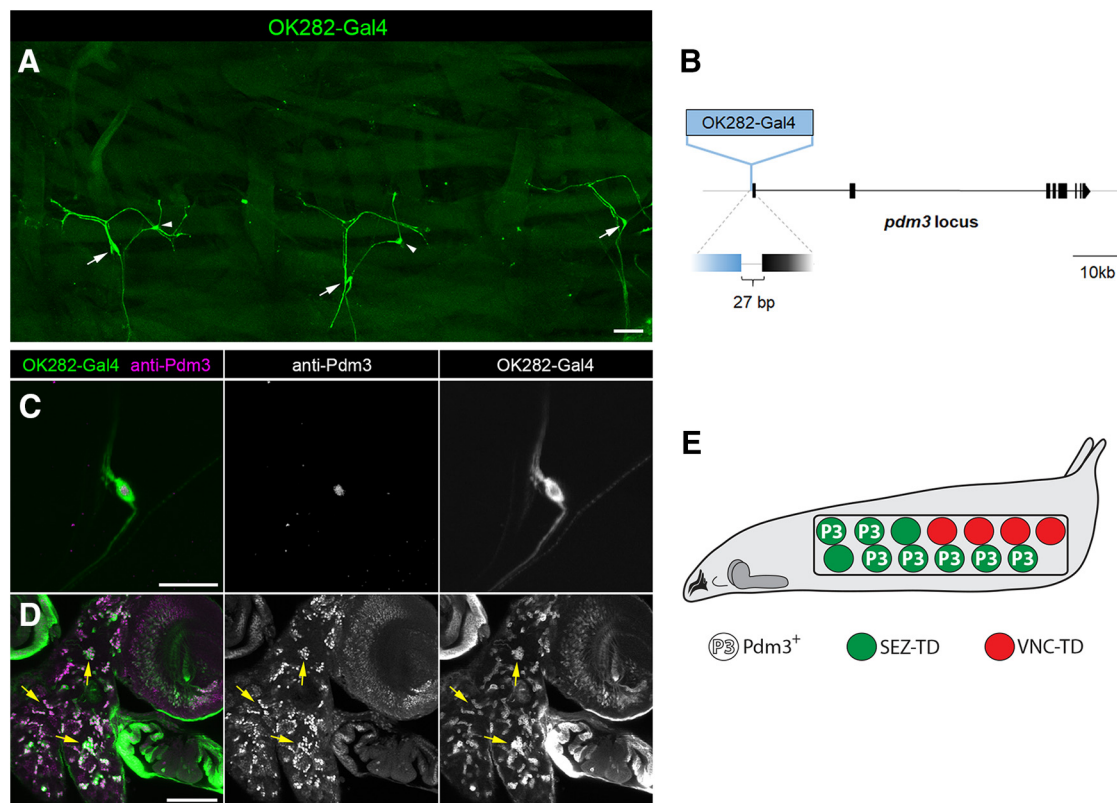 OK282-Gal4
A
B
OK282-Gal4
pdm3 locus
10kb
27 bp
OK282-Gal4 anti-Pdm3
anti-Pdm3
OK282-Gal4
C
D
E
P3 P3
P3 P3 P3 P3 P3
P3 Pdm3+
SEZ-TD
VNC-TD